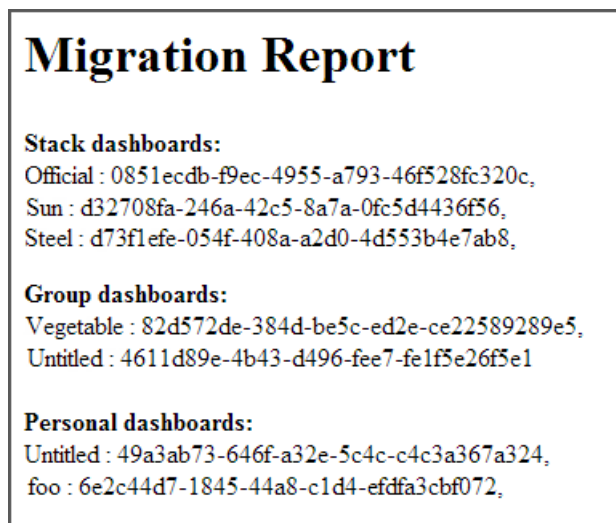 Migration Report
Stack dashboards:
Official : 0851ecdb-f9ec-4955-a793-46f528fc320c,
Sun : d32708fa-246a-42c5-8a7a-0fc5d4436f56,
Steel : d73f1efe-054f-408a-a2d0-4d553b4e7ab8,
Group dashboards:
Vegetable : 82d572de-384d-be5c-ed2e-ce22589289e5,
Untitled : 4611d89e-4b43-d496-fee7-fe1f5e26f5e1
Personal dashboards:
Untitled : 49a3ab73-646f-a32e-5c4c-c4c3a367a324,
foo : 6e2c44d7-1845-44a8-c1d4-efdfa3cbf072,